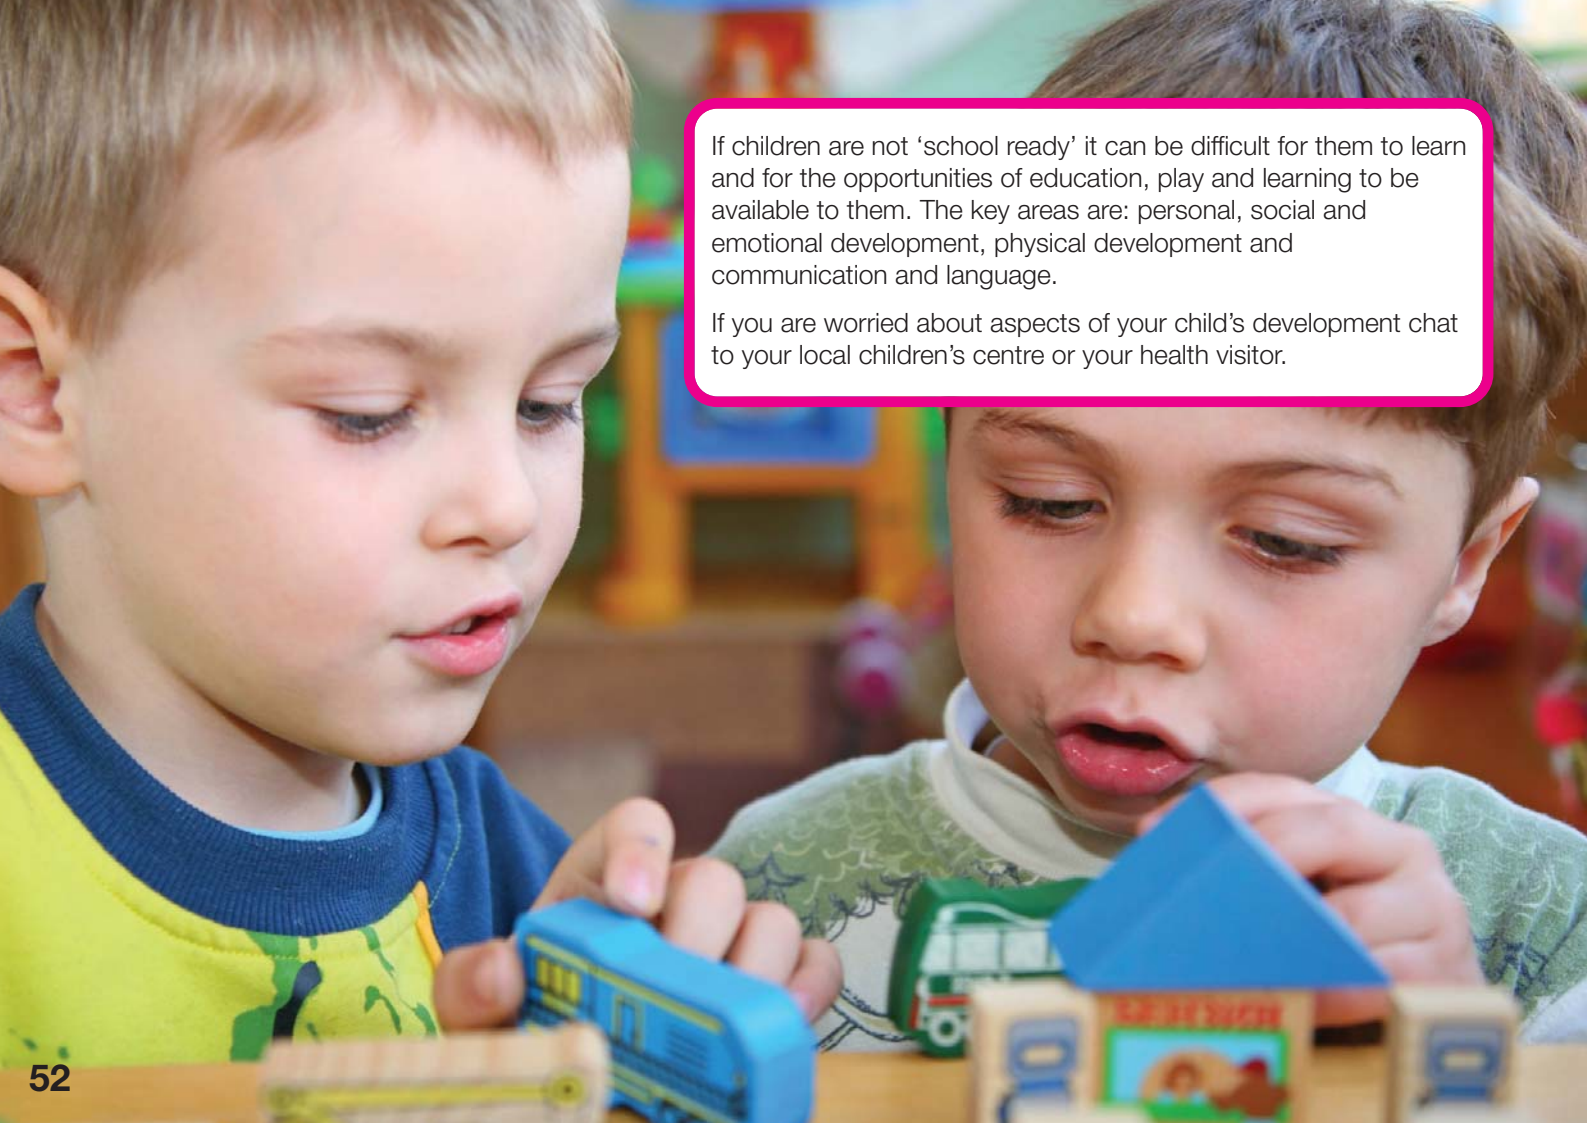 If children are not ‘school ready’ it can be difficult for them to learn
and for the opportunities of education, play and learning to be
available to them. The key areas are: personal, social and
emotional development, physical development and
communication and language.
If you are worried about aspects of your child’s development chat
to your local children’s centre or your health visitor.
52